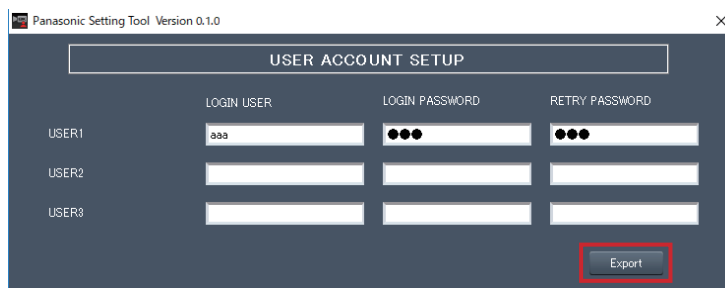 Panasonic Setting Tool Version 0.1.0
USER ACCOUNT SETUP
LOGIN USER LOGIN PASSWORD RETRY PASSWORD
USER1 aaa ●●● ●●●
USER2
USER3
Export